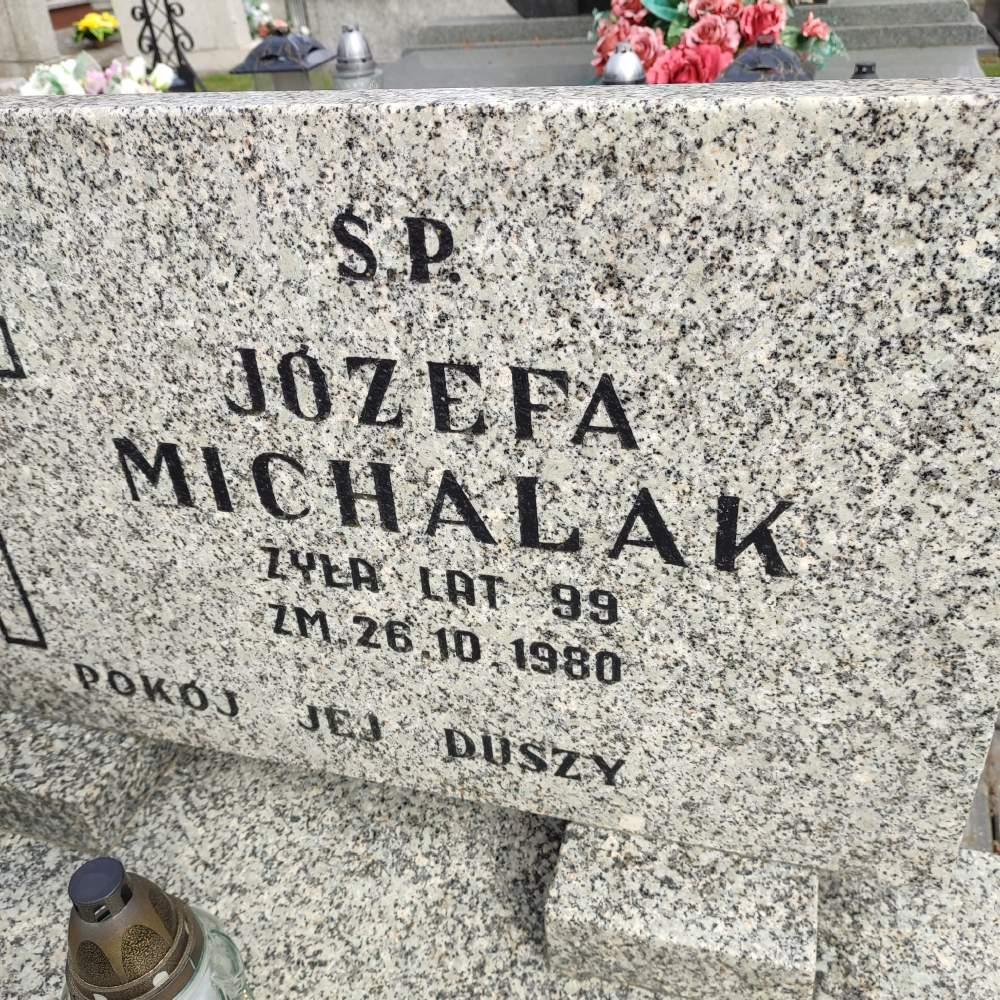 Ś.P.
JÓZEFA
MICHALAK
ŻYŁA LAT 99
ZM. 26.10.1980
POKÓJ JEJ DUSZY